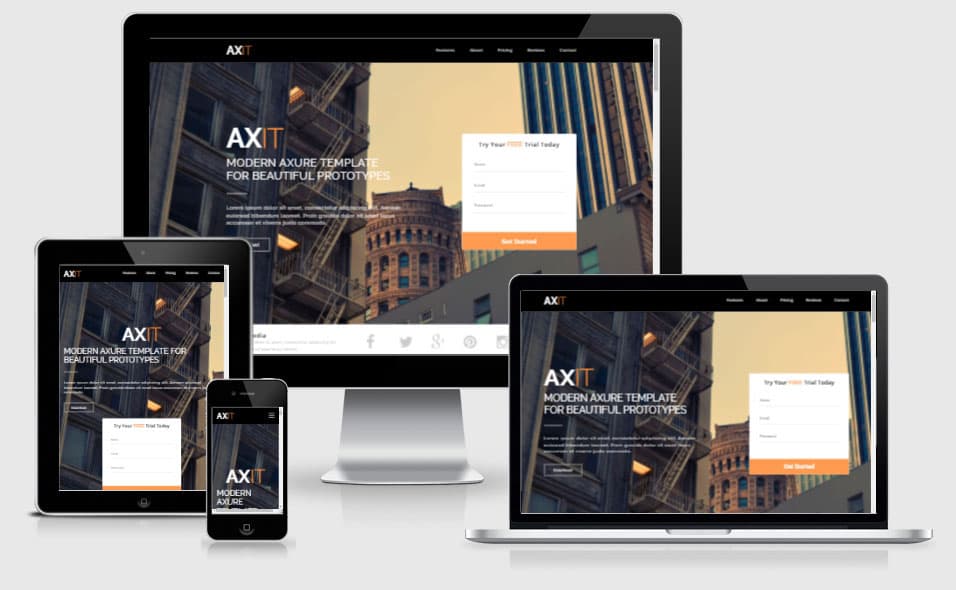 AXIT
Features About Pricing Reviews Contact
AXIT
MODERN AXURE TEMPLATE
FOR BEAUTIFUL PROTOTYPES
Lorem ipsum dolor sit amet, consectetur adipiscing elit. Aenean
euismod bibendum laoreet. Proin gravida dolor sit amet lacus
accumsan et viverra justo commodo.
Try Your FREE Trial Today
Name
Email
Password
Get Started
AXIT
Features About Pricing Reviews Contact
AXIT
MODERN AXURE TEMPLATE FOR
BEAUTIFUL PROTOTYPES
Lorem ipsum dolor sit amet, consectetur adipiscing elit. Aenean
euismod bibendum laoreet. Proin gravida dolor sit amet lacus accumsan et viverra justo
commodo.
Download
Try Your FREE Trial Today
Name
Email
Password
AXIT
AXIT
MODERN
AXURE
AXIT
Features About Pricing Reviews Contact
AXIT
MODERN AXURE TEMPLATE
FOR BEAUTIFUL PROTOTYPES
Lorem ipsum dolor sit amet, consectetur adipiscing elit. Aenean
euismod bibendum laoreet. Proin gravida dolor sit amet lacus
accumsan et viverra justo commodo.
Download
Try Your FREE Trial Today
Name
Email
Password
Get Started